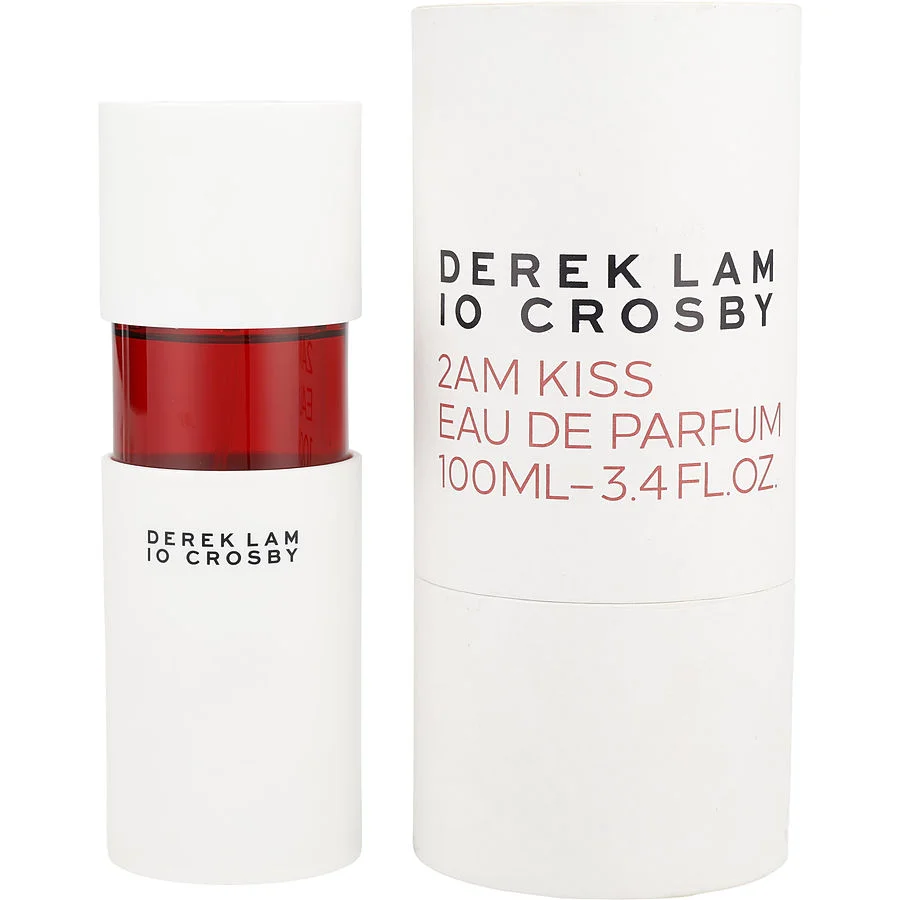 DEREK LAM
10 CROSBY
DEREK LAM
10 CROSBY
2AM KISS
EAU DE PARFUM
100ML–3.4 FL.OZ.